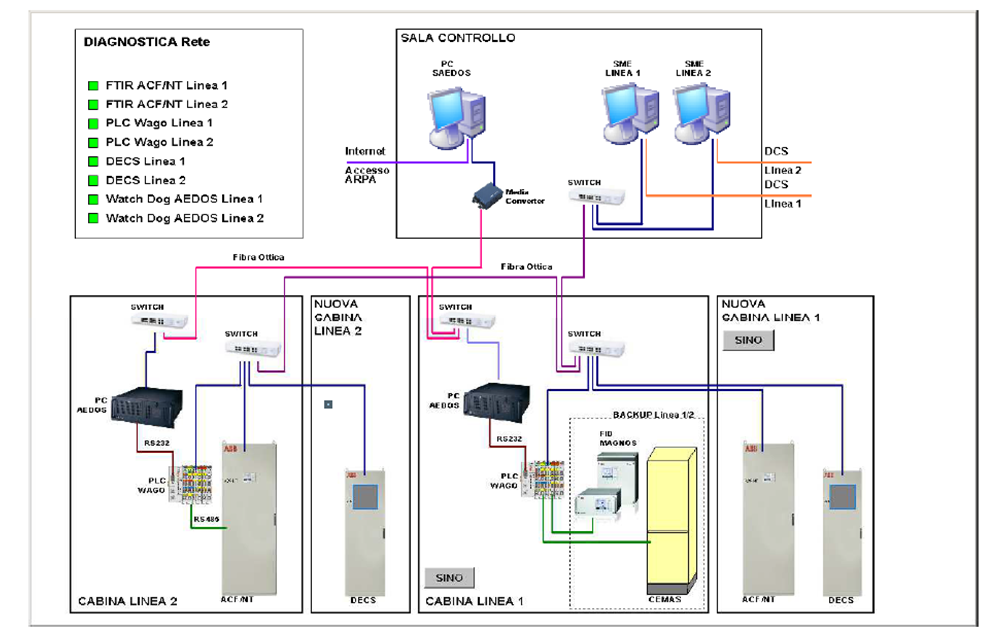 DIAGNOSTICA Rete
FTIR ACF/NT Linea 1
FTIR ACF/NT Linea 2
PLC Wago Linea 1
PLC Wago Linea 2
DECS Linea 1
DECS Linea 2
Watch Dog AEDOS Linea 1
Watch Dog AEDOS Linea 2
SALA CONTROLLO
PC
SAEDOS
SME
LINEA 1
SME
LINEA 2
Internet
Accesso
ARPA
Media
Converter
SWITCH
DCS
Linea 2
DCS
Linea 1
Fibra Ottica
Fibra Ottica
SWITCH
SWITCH
PC
AEDOS
RS232
PLC
WAGO
RS485
ABB
ACF/NT
CABINA LINEA 2
NUOVA
CABINA
LINEA 2
ABB
DECS
SWITCH
SWITCH
PC
AEDOS
RS232
PLC
WAGO
BACKUP Linea 1/2
FID
MAGNOS
CEMAS
SINO
CABINA LINEA 1
NUOVA
CABINA LINEA 1
SINO
ABB
ACF/NT
ABB
DECS